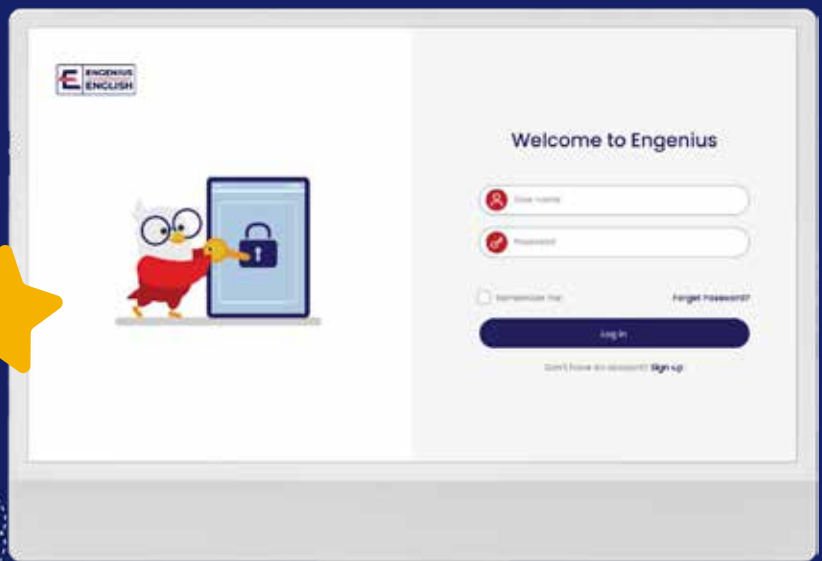 E ENGENIUS
ENGLISH
Welcome to Engenius
User name
Password
Remember me
Forget Password?
Log in
Don't have an account? Sign up